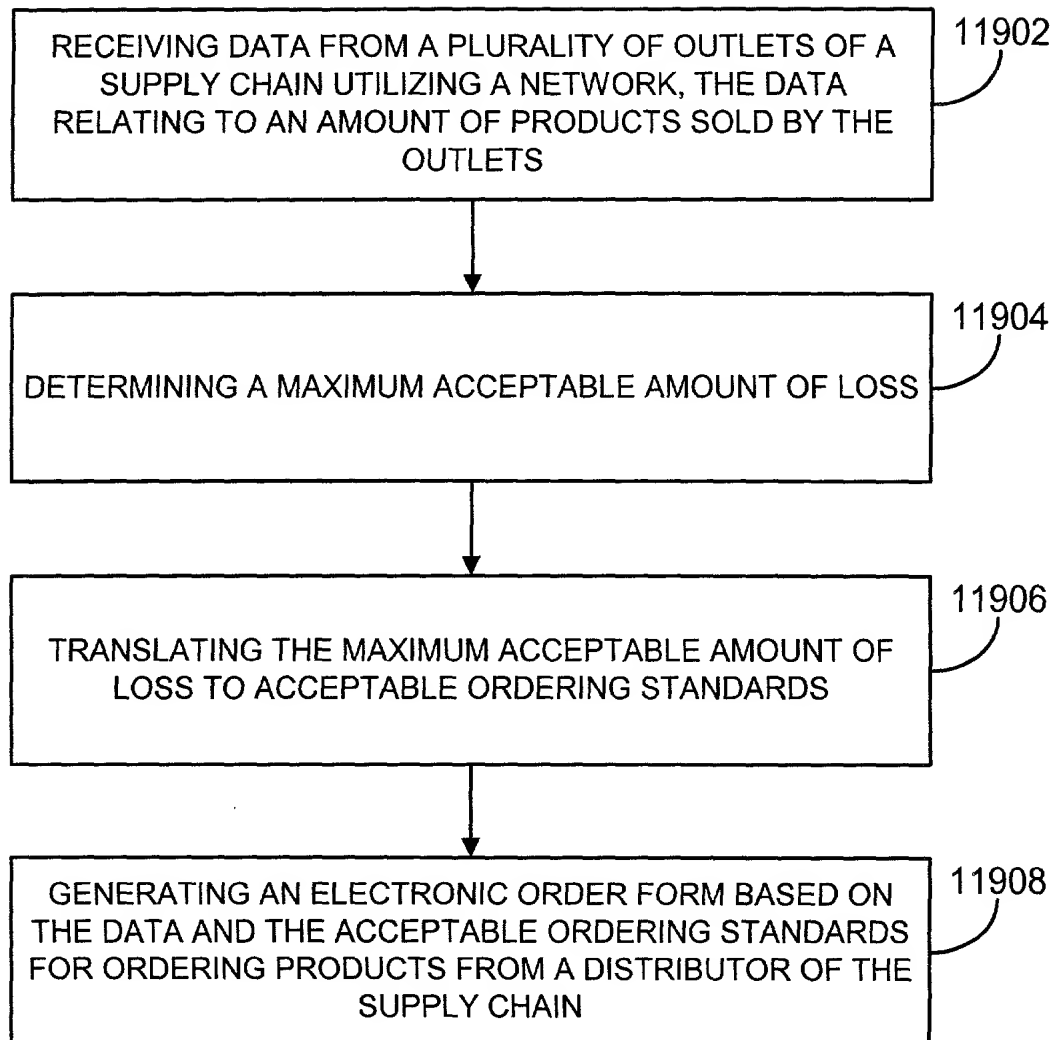 RECEIVING DATA FROM A PLURALITY OF OUTLETS OF A
SUPPLY CHAIN UTILIZING A NETWORK, THE DATA
RELATING TO AN AMOUNT OF PRODUCTS SOLD BY THE
OUTLETS
11902
DETERMINING A MAXIMUM ACCEPTABLE AMOUNT OF LOSS
11904
TRANSLATING THE MAXIMUM ACCEPTABLE AMOUNT OF
LOSS TO ACCEPTABLE ORDERING STANDARDS
11906
GENERATING AN ELECTRONIC ORDER FORM BASED ON
THE DATA AND THE ACCEPTABLE ORDERING STANDARDS
FOR ORDERING PRODUCTS FROM A DISTRIBUTOR OF THE
SUPPLY CHAIN
11908